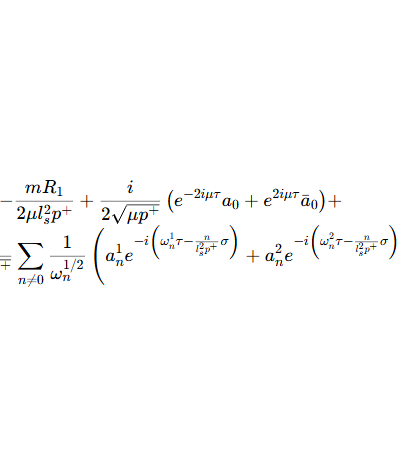 $-\frac{mR_1}{2\mu l_s^2 p^+} + \frac{i}{2\sqrt{\mu p^+}} \left( e^{-2i\mu\tau} a_0 + e^{2i\mu\tau} \bar{a}_0 \right) +$
$\sum_{n \neq 0} \frac{1}{\omega_n^{1/2}} \left( a_n^1 e^{-i\left(\omega_n^1 \tau - \frac{n}{l_s^2 p^+} \sigma\right)} + a_n^2 e^{-i\left(\omega_n^2 \tau - \frac{n}{l_s^2 p^+} \sigma\right)} \right.$